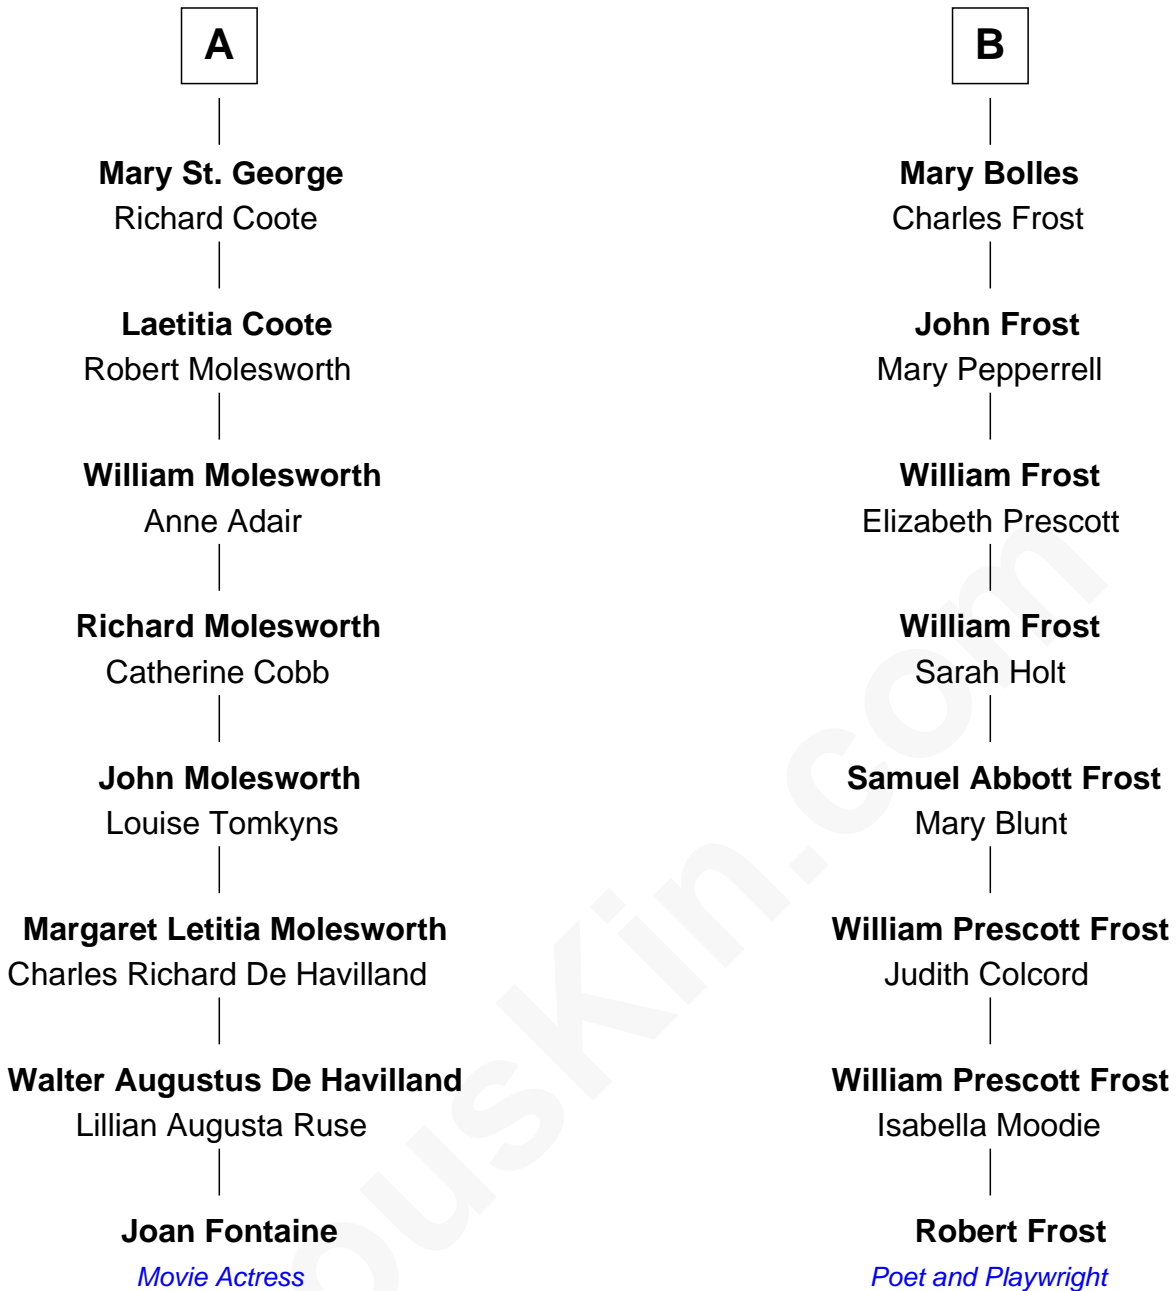 A
Mary St. George
Richard Coote
Laetitia Coote
Robert Molesworth
William Molesworth
Anne Adair
Richard Molesworth
Catherine Cobb
John Molesworth
Louise Tomkyns
Margaret Letitia Molesworth
Charles Richard De Havilland
Walter Augustus De Havilland
Lillian Augusta Ruse
Joan Fontaine
Movie Actress
B
Mary Bolles
Charles Frost
John Frost
Mary Pepperrell
William Frost
Elizabeth Prescott
William Frost
Sarah Holt
Samuel Abbott Frost
Mary Blunt
William Prescott Frost
Judith Colcord
William Prescott Frost
Isabella Moodie
Robert Frost
Poet and Playwright
ousKin.com